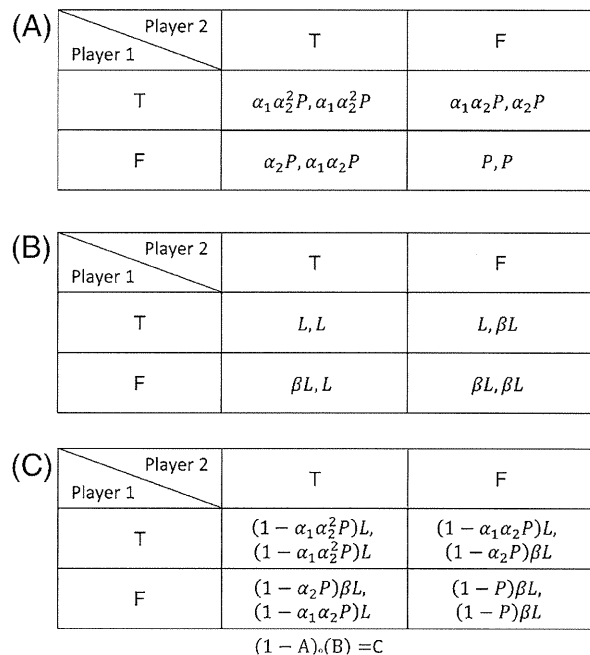 (A)
Player 2
Player 1
T F
T α₁α₂²P, α₁α₂²P α₁α₂P, α₂P
F α₂P, α₁α₂P P, P
(B)
Player 2
Player 1
T F
T L, L L, βL
F βL, L βL, βL
(C)
Player 2
Player 1
T F
T (1 − α₁α₂²P)L, (1 − α₁α₂P)L,
(1 − α₁α₂²P)L (1 − α₂P)βL
F (1 − α₂P)βL, (1 − P)βL,
(1 − α₁α₂P)L (1 − P)βL
(1 − A)∘(B) =C